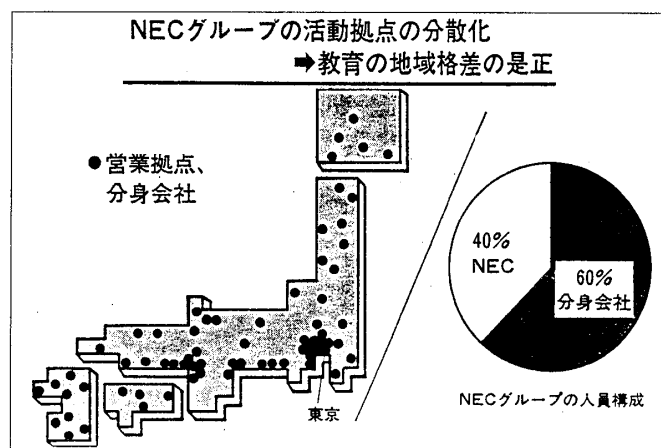 NECグループの活動拠点の分散化
➡教育の地域格差の是正
●営業拠点、
分身会社
東京
40%
NEC
60%
分身会社
NECグループの人員構成